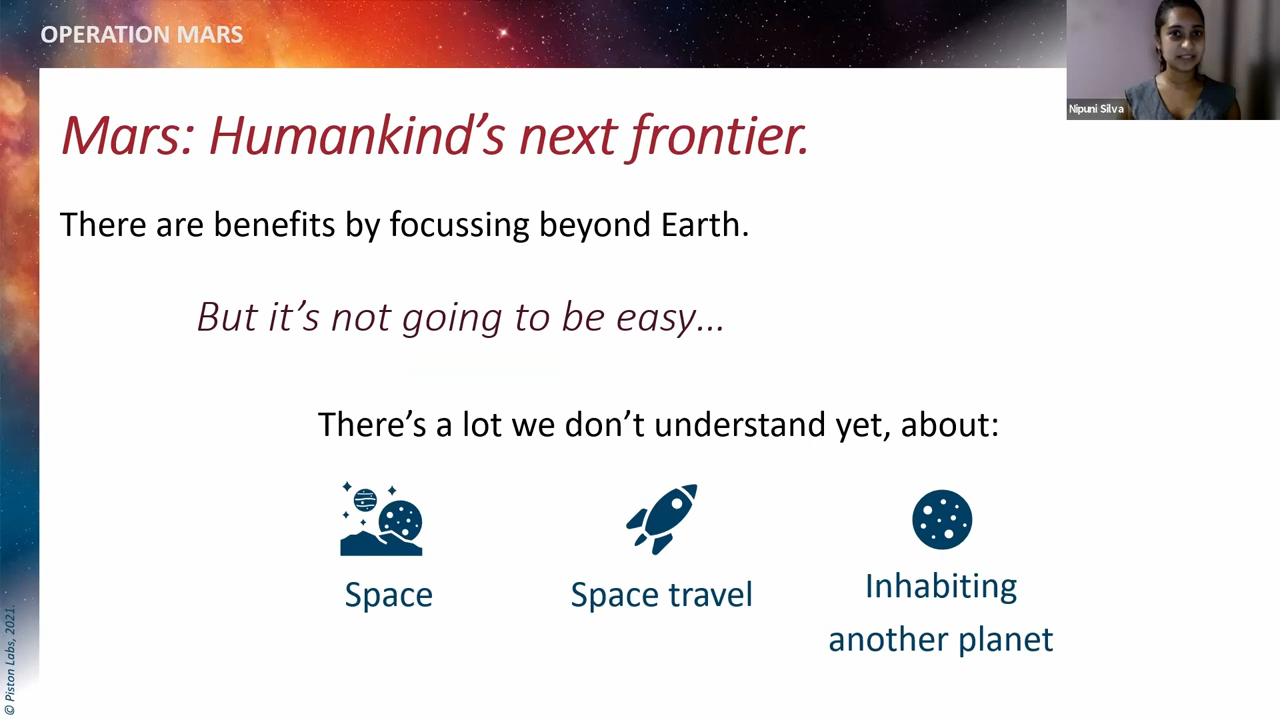 OPERATION MARS
Nipuni Silva
Mars: Humankind's next frontier.
There are benefits by focussing beyond Earth.
But it's not going to be easy...
There's a lot we don't understand yet, about:
Space
Space travel
Inhabiting
another planet
© Piston Labs, 2021.